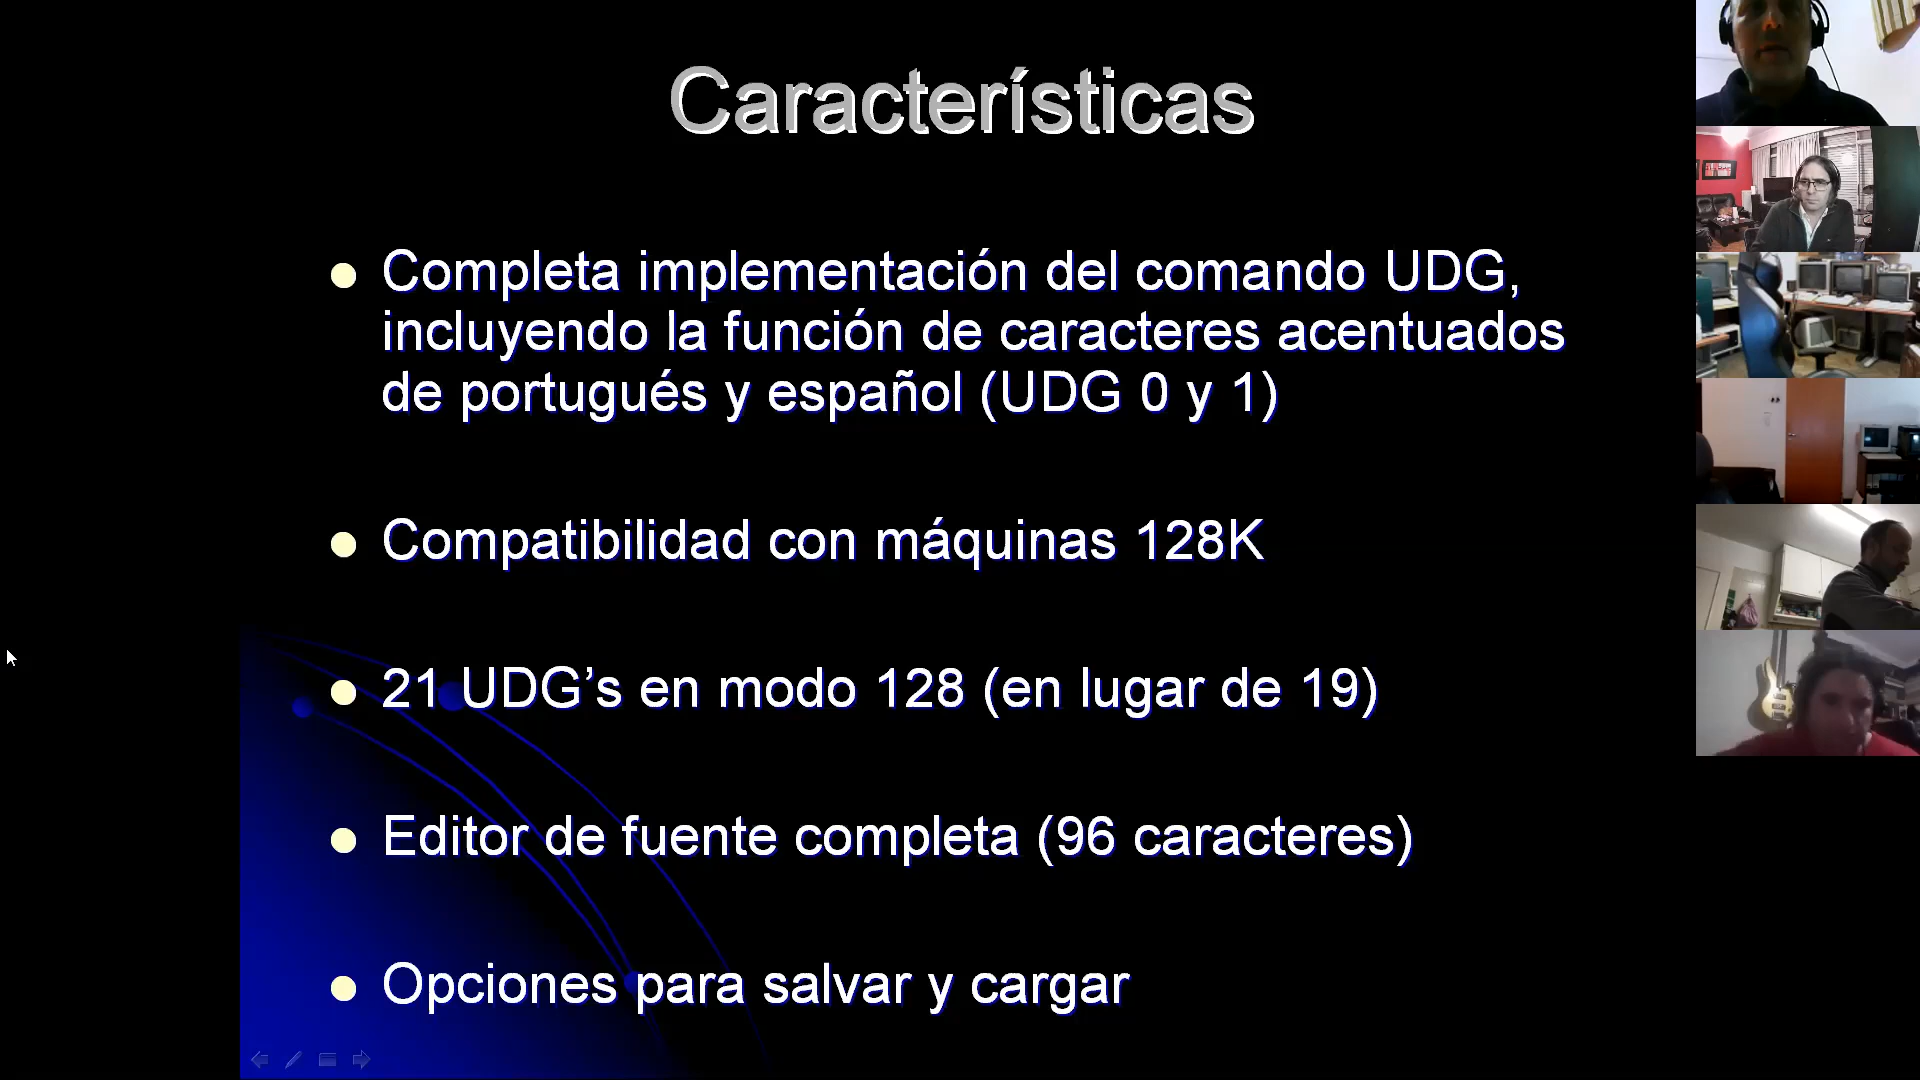 Características
Completa implementación del comando UDG,
incluyendo la función de caracteres acentuados
de portugués y español (UDG 0 y 1)
Compatibilidad con máquinas 128K
21 UDG’s en modo 128 (en lugar de 19)
Editor de fuente completa (96 caracteres)
Opciones para salvar y cargar